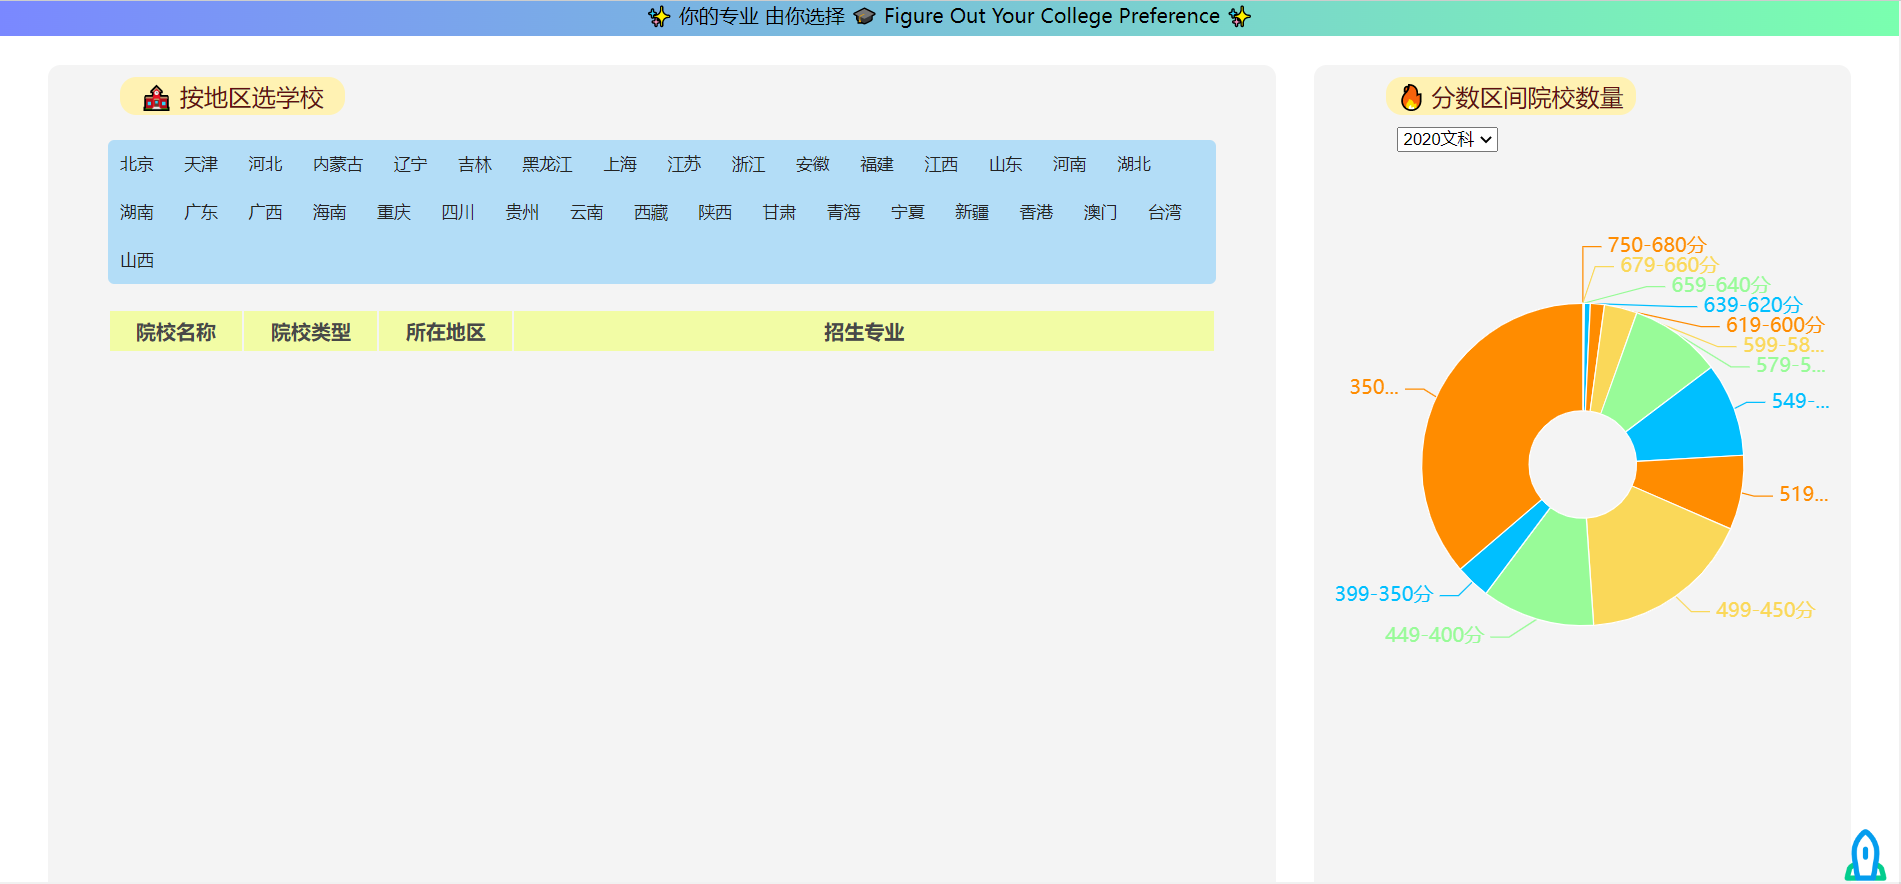 ✨ 你的专业 由你选择 🎓 Figure Out Your College Preference ✨
🏫 按地区选学校
北京 天津 河北 内蒙古 辽宁 吉林 黑龙江 上海 江苏 浙江 安徽 福建 江西 山东 河南 湖北
湖南 广东 广西 海南 重庆 四川 贵州 云南 西藏 陕西 甘肃 青海 宁夏 新疆 香港 澳门 台湾
山西
院校名称 院校类型 所在地区 招生专业
🔥 分数区间院校数量
2020文科
750-680分
679-660分
659-640分
639-620分
619-600分
599-58...
579-5...
549-...
519...
499-450分
449-400分
399-350分
350...